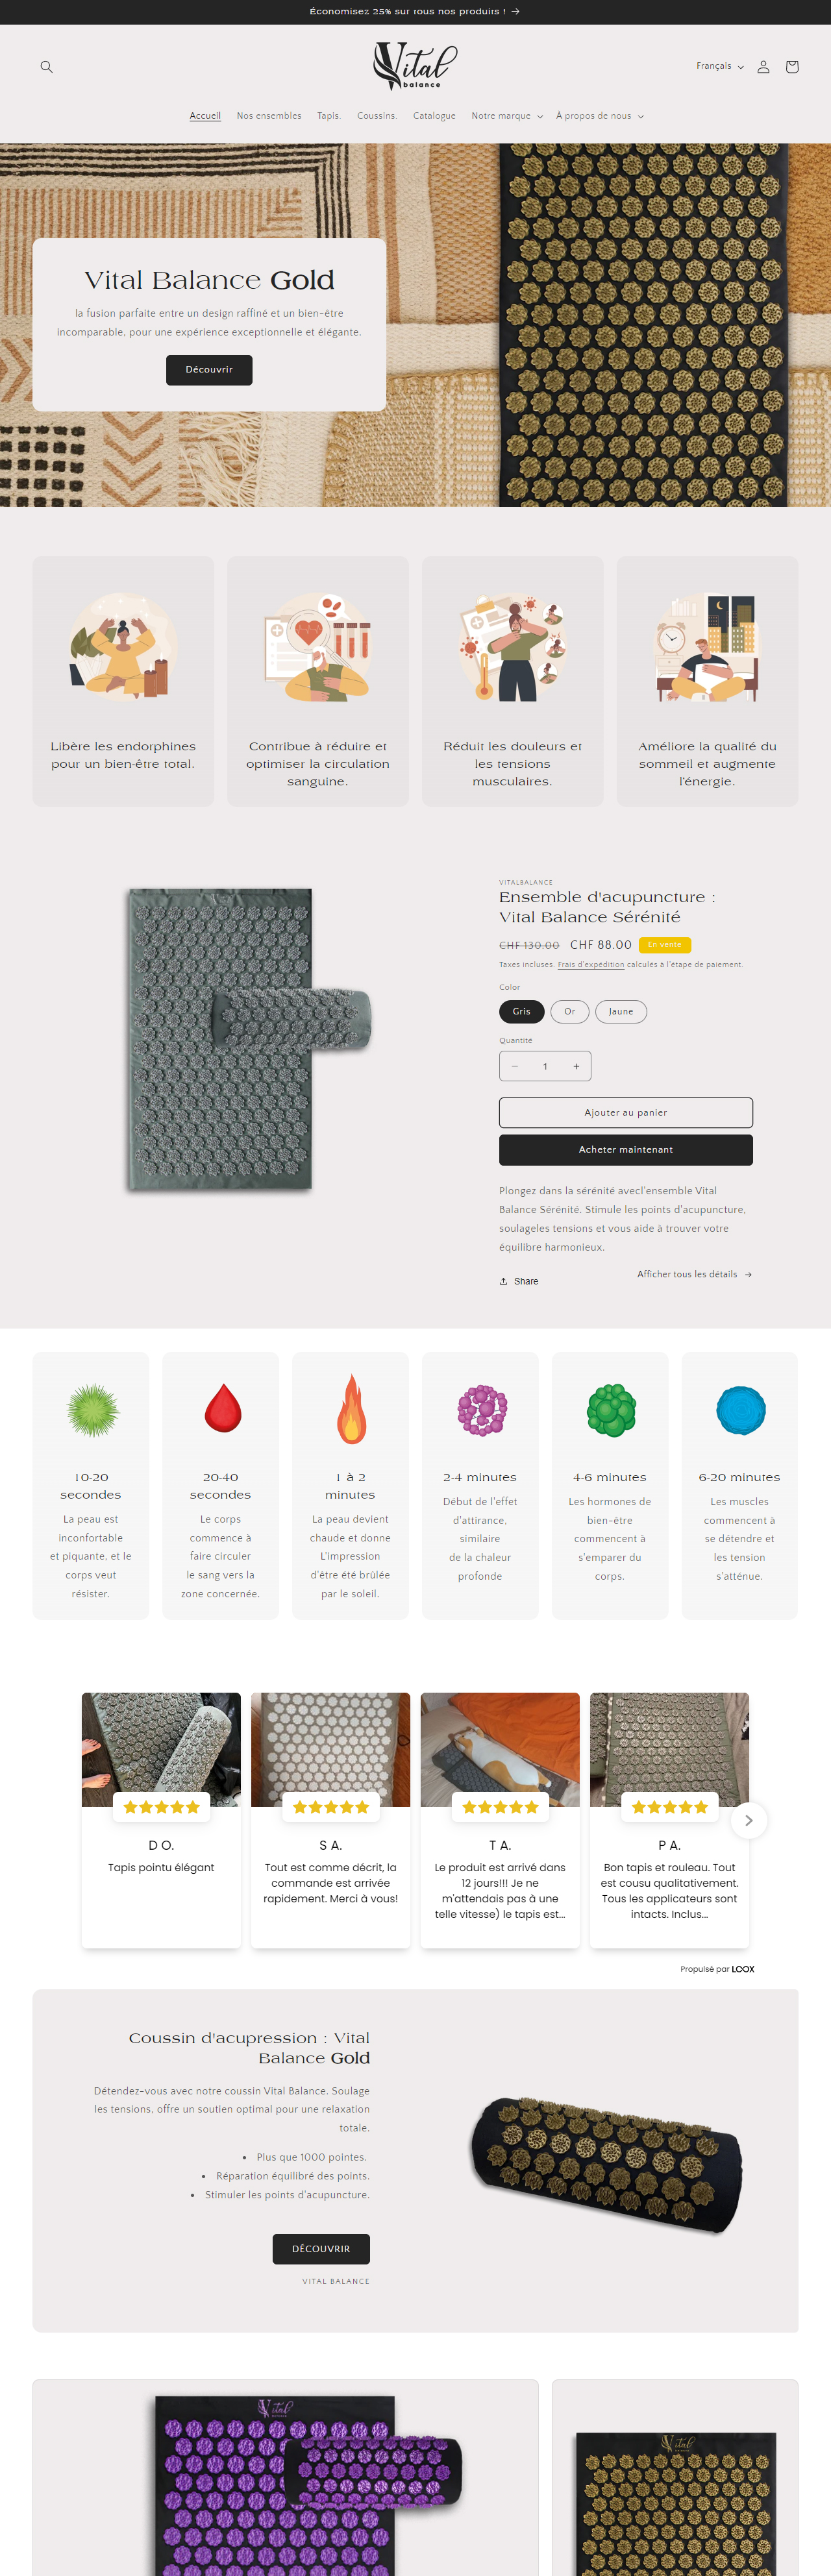 Économisez 25% sur tous nos produits !
Vital
balance
Français
Accueil
Nos ensembles
Tapis.
Coussins.
Catalogue
Notre marque
À propos de nous
Vital Balance Gold
la fusion parfaite entre un design raffiné et un bien-être
incomparable, pour une expérience exceptionnelle et élégante.
Découvrir
Libère les endorphines
pour un bien-être total.
Contribue à réduire et
optimiser la circulation
sanguine.
Réduit les douleurs et
les tensions
musculaires.
Améliore la qualité du
sommeil et augmente
l'énergie.
VITALBALANCE
Ensemble d'acupuncture :
Vital Balance Sérénité
CHF 130.00 CHF 88.00 En vente
Taxes incluses. Frais d'expédition calculés à l'étape de paiement.
Color
Gris
Or
Jaune
Quantité
− 1 +
Ajouter au panier
Acheter maintenant
Plongez dans la sérénité avecl'ensemble Vital
Balance Sérénité. Stimule les points d'acupuncture,
soulageles tensions et vous aide à trouver votre
équilibre harmonieux.
Share
Afficher tous les détails
10-20
secondes
La peau est
inconfortable
et piquante, et le
corps veut
résister.
20-40
secondes
Le corps
commence à
faire circuler
le sang vers la
zone concernée.
1 à 2
minutes
La peau devient
chaude et donne
L'impression
d'être été brûlée
par le soleil.
2-4 minutes
Début de l'effet
d'attirance,
similaire
de la chaleur
profonde
4-6 minutes
Les hormones de
bien-être
commencent à
s'emparer du
corps.
6-20 minutes
Les muscles
commencent à
se détendre et
les tension
s'atténue.
D O.
Tapis pointu élégant
S A.
Tout est comme décrit, la
commande est arrivée
rapidement. Merci à vous!
T A.
Le produit est arrivé dans
12 jours!!! Je ne
m'attendais pas à une
telle vitesse) le tapis est...
P A.
Bon tapis et rouleau. Tout
est cousu qualitativement.
Tous les applicateurs sont
intacts. Inclus...
Propulsé par LOOX
Coussin d'acupression : Vital
Balance Gold
Détendez-vous avec notre coussin Vital Balance. Soulage
les tensions, offre un soutien optimal pour une relaxation
totale.
• Plus que 1000 pointes.
• Réparation équilibré des points.
• Stimuler les points d'acupuncture.
DÉCOUVRIR
VITAL BALANCE
Vital
Vital